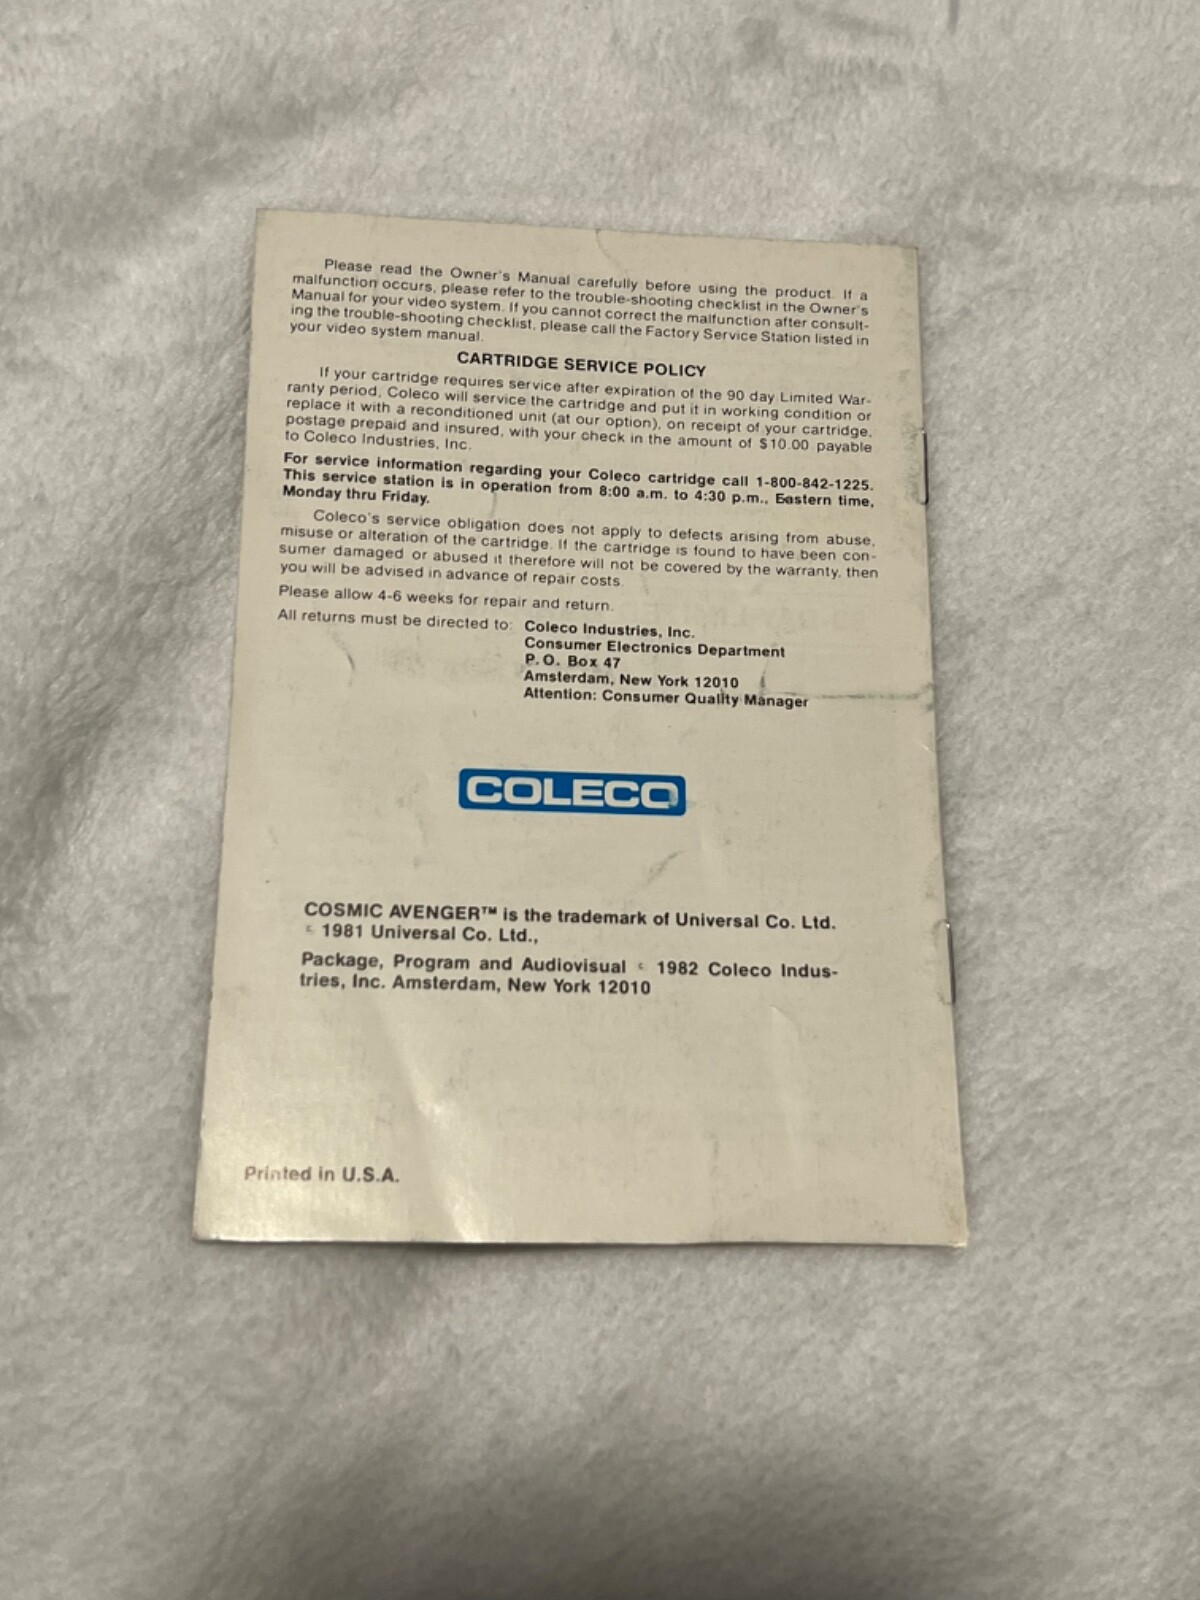 Please read the Owner's Manual carefully before using the product. If a
malfunction occurs, please refer to the trouble-shooting checklist in the Owner's
Manual for your video system. If you cannot correct the malfunction after consult-
ing the trouble-shooting checklist, please call the Factory Service Station listed in
your video system manual.
CARTRIDGE SERVICE POLICY
If your cartridge requires service after expiration of the 90 day Limited War-
ranty period, Coleco will service the cartridge and put it in working condition or
replace it with a reconditioned unit (at our option), on receipt of your cartridge,
postage prepaid and insured, with your check in the amount of $10.00 payable
to Coleco Industries, Inc.
For service information regarding your Coleco cartridge call 1-800-842-1225.
This service station is in operation from 8:00 a.m. to 4:30 p.m., Eastern time,
Monday thru Friday.
Coleco's service obligation does not apply to defects arising from abuse,
misuse or alteration of the cartridge. If the cartridge is found to have been con-
sumer damaged or abused it therefore will not be covered by the warranty, then
you will be advised in advance of repair costs.
Please allow 4-6 weeks for repair and return.
All returns must be directed to: Coleco Industries, Inc.
Consumer Electronics Department
P.O. Box 47
Amsterdam, New York 12010
Attention: Consumer Quality Manager
COLECO
COSMIC AVENGER™ is the trademark of Universal Co. Ltd.
© 1981 Universal Co. Ltd.,
Package, Program and Audiovisual © 1982 Coleco Indus-
tries, Inc. Amsterdam, New York 12010
Printed in U.S.A.